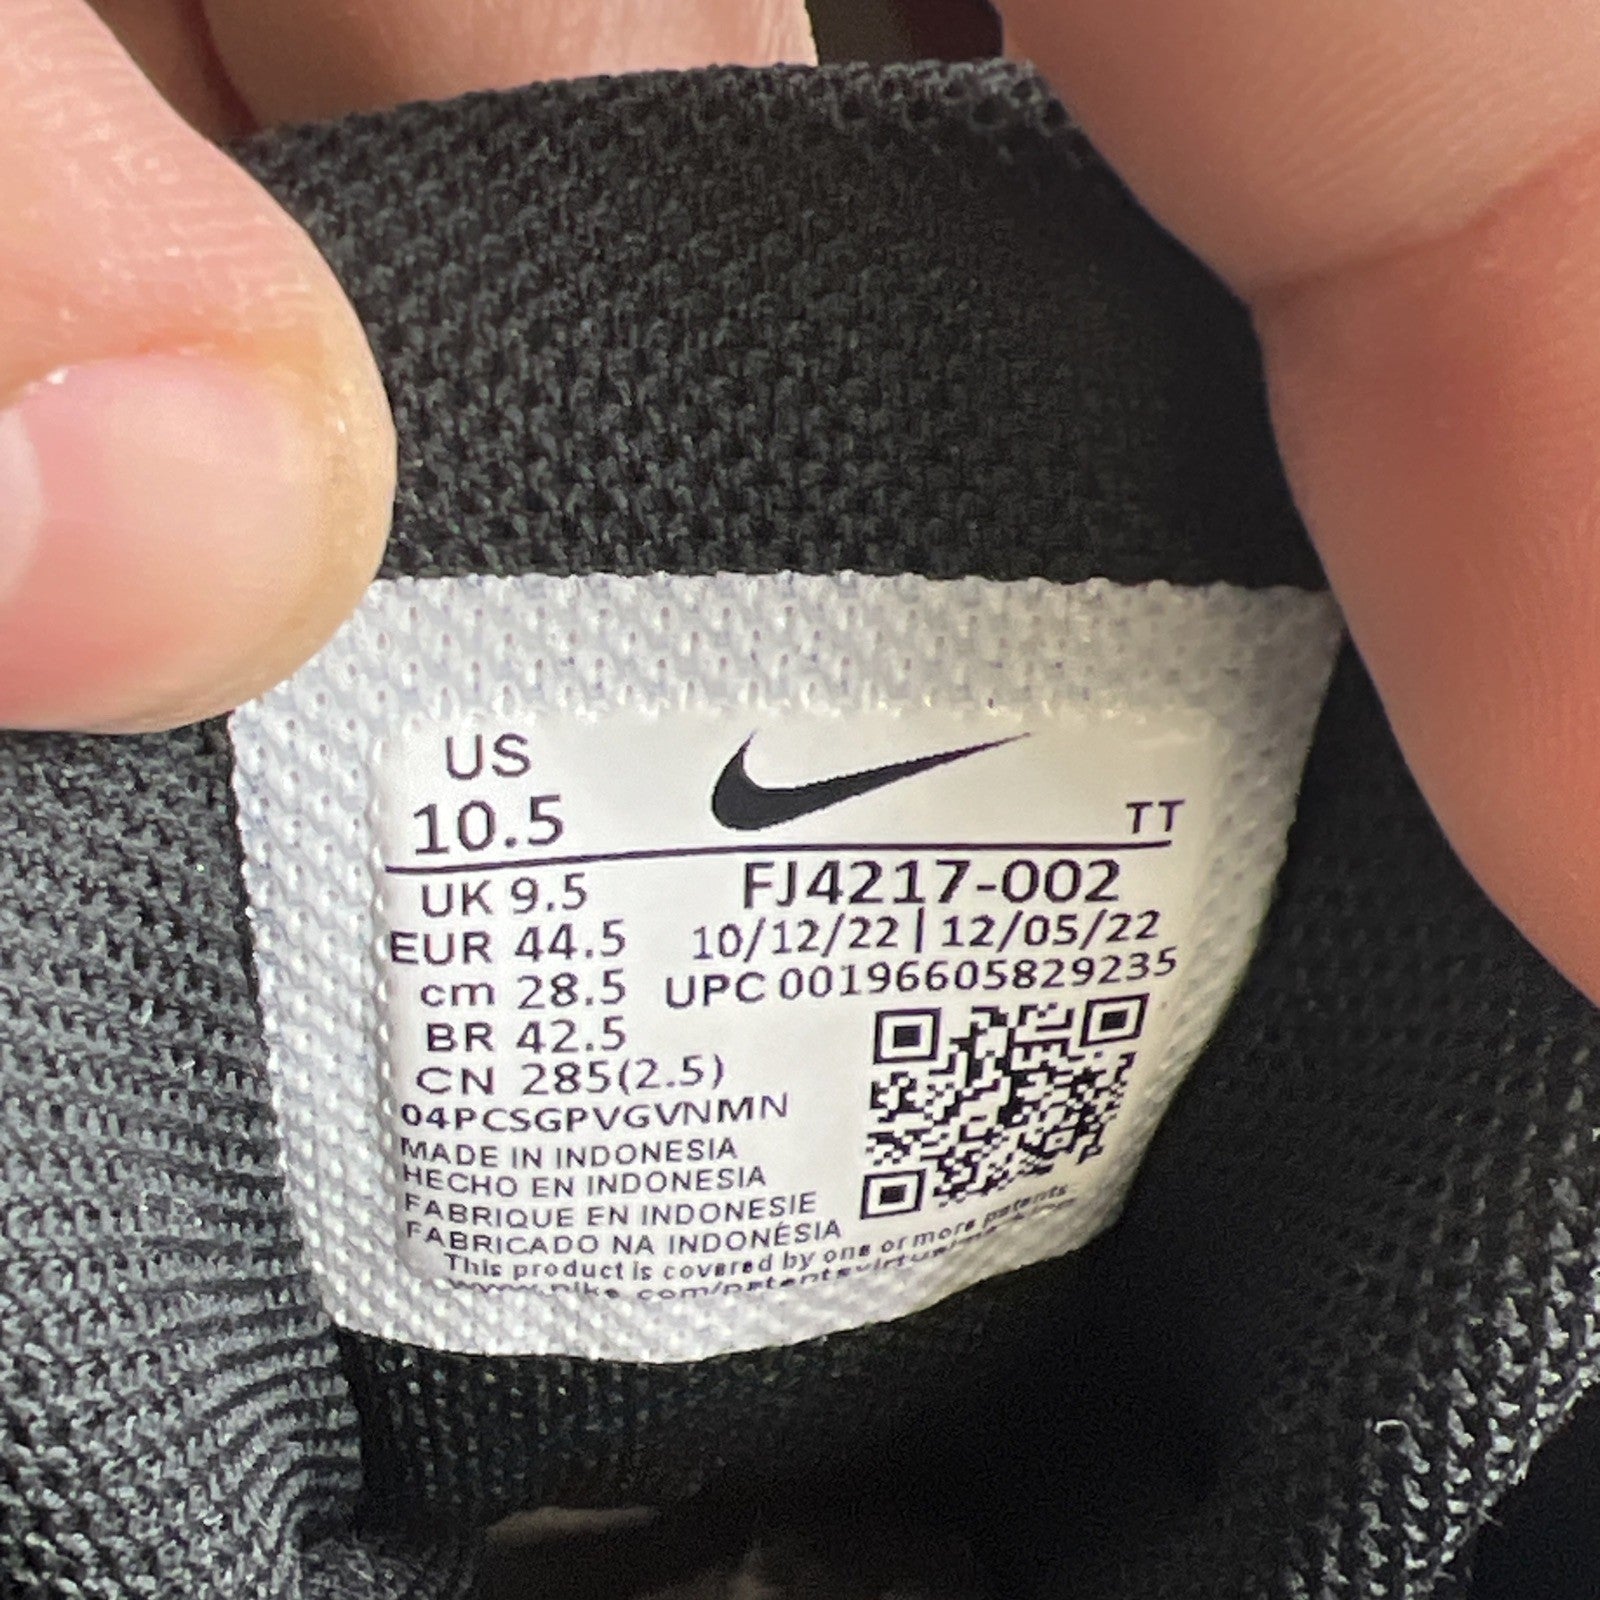 US
10.5
TT
UK 9.5
EUR 44.5
cm 28.5
BR 42.5
CN 285(2.5)
FJ4217-002
10/12/22 | 12/05/22
UPC 00196605829235
04PCSGPVGVNMN
MADE IN INDONESIA
HECHO EN INDONESIA
FABRIQUE EN INDONESIE
FABRICADO NA INDONÉSIA
This product is covered by one or more patents